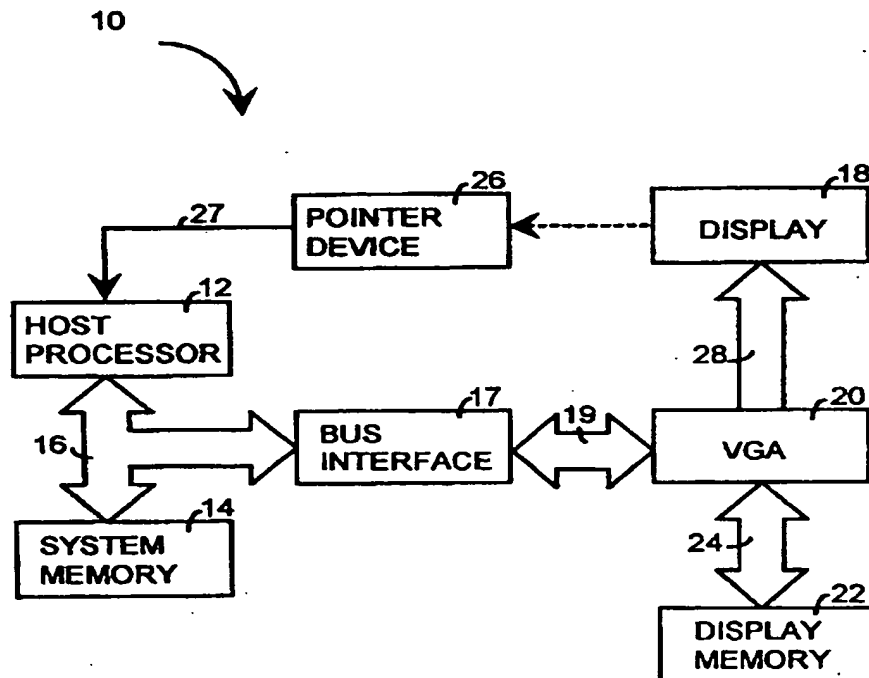 10
26
POINTER
DEVICE
18
DISPLAY
27
12
HOST
PROCESSOR
28
17
BUS
INTERFACE
19
20
VGA
16
14
SYSTEM
MEMORY
24
22
DISPLAY
MEMORY